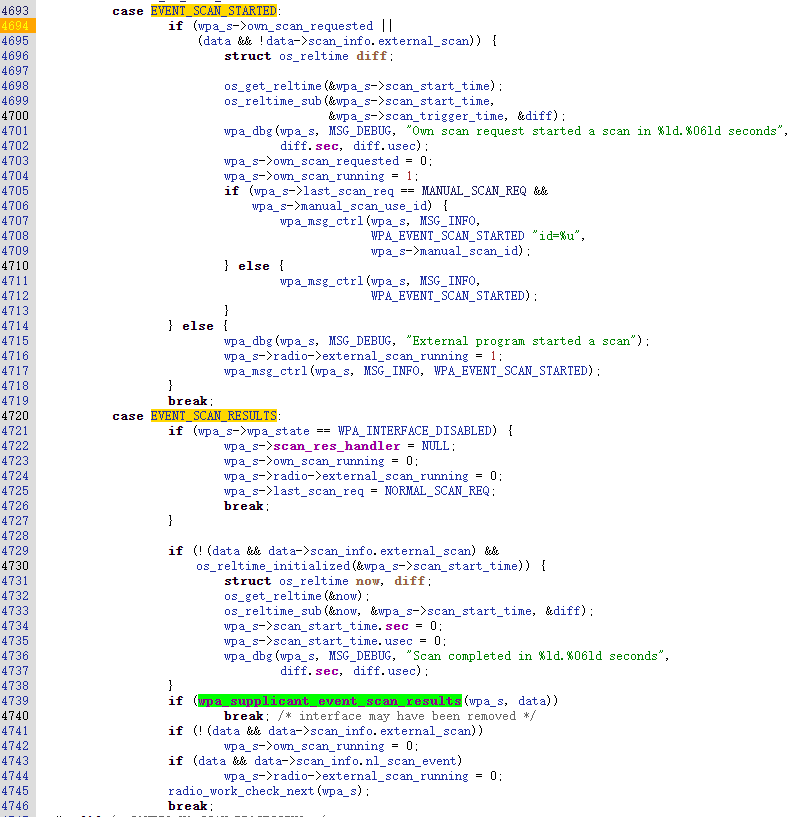 4693 case EVENT_SCAN_STARTED:
4694 if (wpa_s->own_scan_requested ||
4695 (data && !data->scan_info.external_scan)) {
4696 struct os_reltime diff;
4697
4698 os_get_reltime(&wpa_s->scan_start_time);
4699 os_reltime_sub(&wpa_s->scan_start_time,
4700 &wpa_s->scan_trigger_time, &diff);
4701 wpa_dbg(wpa_s, MSG_DEBUG, "Own scan request started a scan in %ld.%06ld seconds",
4702 diff.sec, diff.usec);
4703 wpa_s->own_scan_requested = 0;
4704 wpa_s->own_scan_running = 1;
4705 if (wpa_s->last_scan_req == MANUAL_SCAN_REQ &&
4706 wpa_s->manual_scan_use_id) {
4707 wpa_msg_ctrl(wpa_s, MSG_INFO,
4708 WPA_EVENT_SCAN_STARTED "id=%u",
4709 wpa_s->manual_scan_id);
4710 } else {
4711 wpa_msg_ctrl(wpa_s, MSG_INFO,
4712 WPA_EVENT_SCAN_STARTED);
4713 }
4714 } else {
4715 wpa_dbg(wpa_s, MSG_DEBUG, "External program started a scan");
4716 wpa_s->radio->external_scan_running = 1;
4717 wpa_msg_ctrl(wpa_s, MSG_INFO, WPA_EVENT_SCAN_STARTED);
4718 }
4719 break;
4720 case EVENT_SCAN_RESULTS:
4721 if (wpa_s->wpa_state == WPA_INTERFACE_DISABLED) {
4722 wpa_s->scan_res_handler = NULL;
4723 wpa_s->own_scan_running = 0;
4724 wpa_s->radio->external_scan_running = 0;
4725 wpa_s->last_scan_req = NORMAL_SCAN_REQ;
4726 break;
4727 }
4728
4729 if (!(data && data->scan_info.external_scan) &&
4730 os_reltime_initialized(&wpa_s->scan_start_time)) {
4731 struct os_reltime now, diff;
4732 os_get_reltime(&now);
4733 os_reltime_sub(&now, &wpa_s->scan_start_time, &diff);
4734 wpa_s->scan_start_time.sec = 0;
4735 wpa_s->scan_start_time.usec = 0;
4736 wpa_dbg(wpa_s, MSG_DEBUG, "Scan completed in %ld.%06ld seconds",
4737 diff.sec, diff.usec);
4738 }
4739 if (wpa_supplicant_event_scan_results(wpa_s, data))
4740 break; /* interface may have been removed */
4741 if (!(data && data->scan_info.external_scan))
4742 wpa_s->own_scan_running = 0;
4743 if (data && data->scan_info.nl_scan_event)
4744 wpa_s->radio->external_scan_running = 0;
4745 radio_work_check_next(wpa_s);
4746 break;